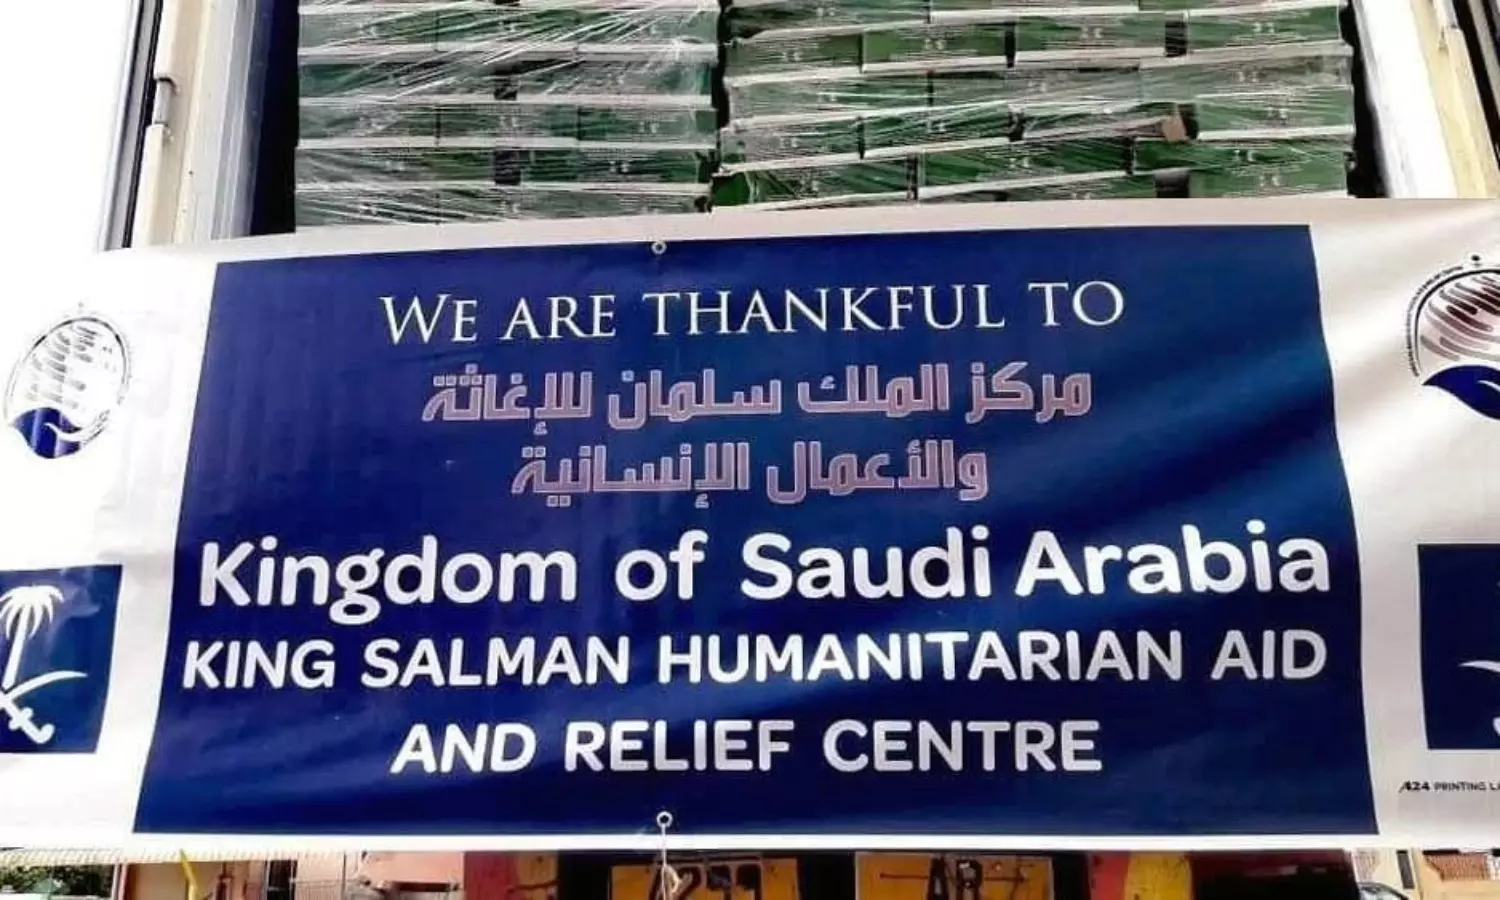 WE ARE THANKFUL TO
مركز الملك سلمان للإغاثة
والأعمال الإنسانية
Kingdom of Saudi Arabia
KING SALMAN HUMANITARIAN AID
AND RELIEF CENTRE
A24 PRINTING